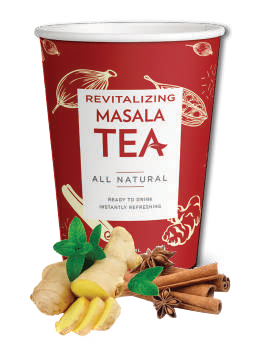 REVITALIZING
MASALA
TEA
ALL NATURAL
READY TO DRINK
INSTANTLY REFRESHING